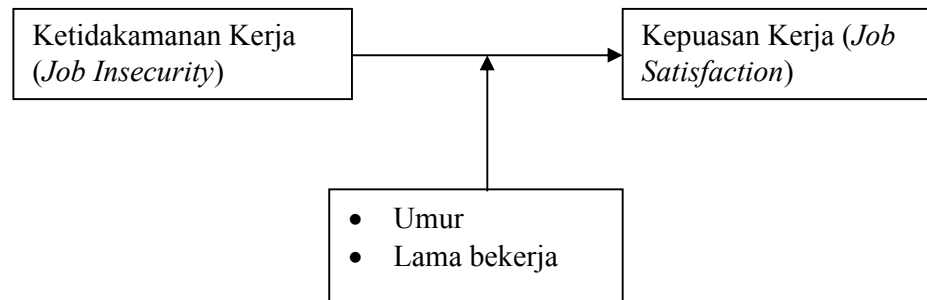 Ketidakamanan Kerja
(Job Insecurity)
Kepuasan Kerja (Job
Satisfaction)
• Umur
• Lama bekerja